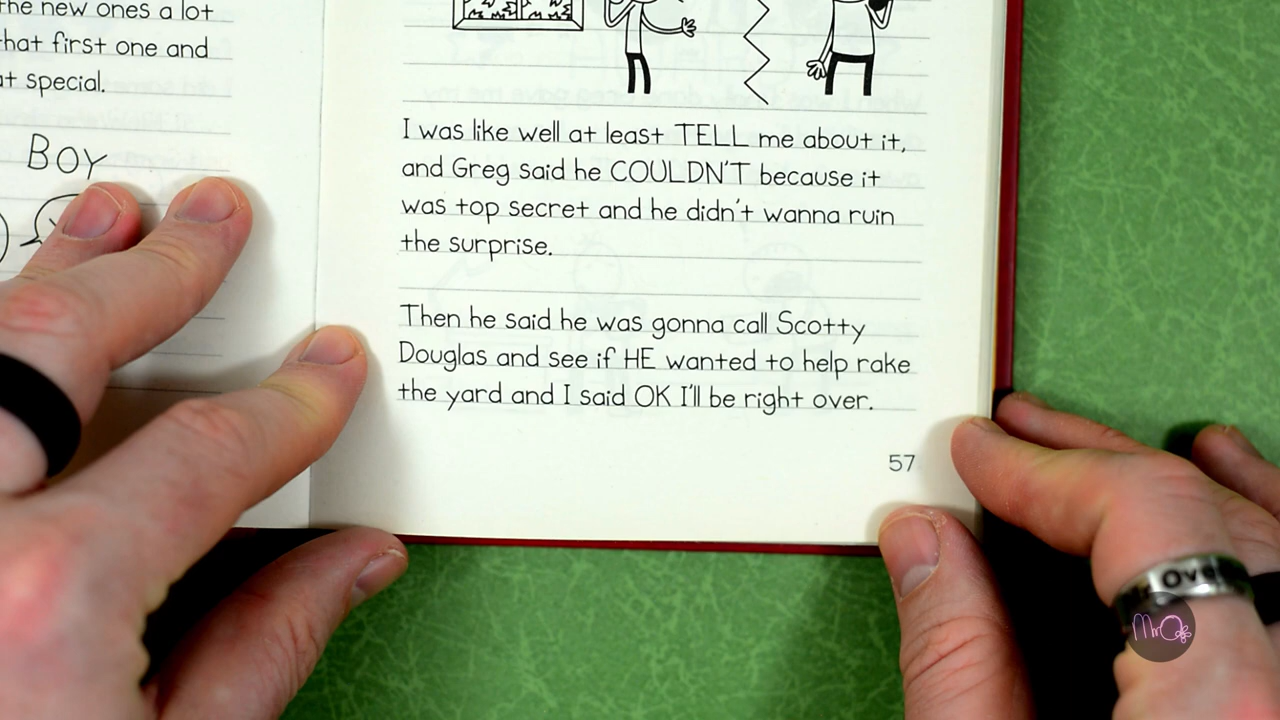 the new ones a lot
that first one and
special.
BOY
I was like well at least TELL me about it,
and Greg said he COULDN'T because it
was top secret and he didn't wanna ruin
the surprise.
Then he said he was gonna call Scotty
Douglas and see if HE wanted to help rake
the yard and I said OK I'll be right over.
57